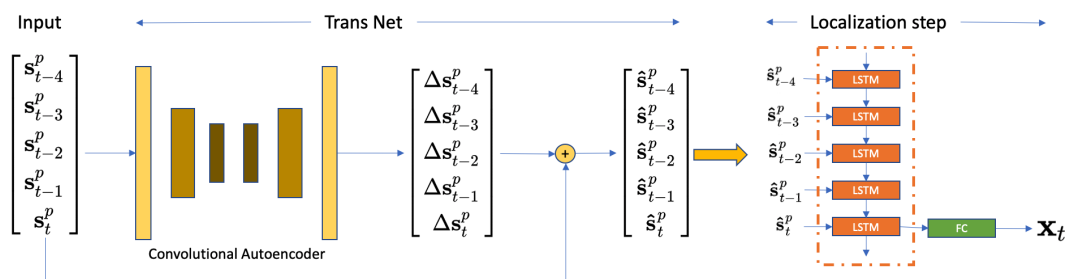 Input
Trans Net
Localization step
s^p_{t-4}
s^p_{t-3}
s^p_{t-2}
s^p_{t-1}
s^p_t
Convolutional Autoencoder
Δs^p_{t-4}
Δs^p_{t-3}
Δs^p_{t-2}
Δs^p_{t-1}
Δs^p_t
+
ŝ^p_{t-4}
ŝ^p_{t-3}
ŝ^p_{t-2}
ŝ^p_{t-1}
ŝ^p_t
ŝ^p_{t-4} LSTM
ŝ^p_{t-3} LSTM
ŝ^p_{t-2} LSTM
ŝ^p_{t-1} LSTM
ŝ^p_t LSTM FC x_t